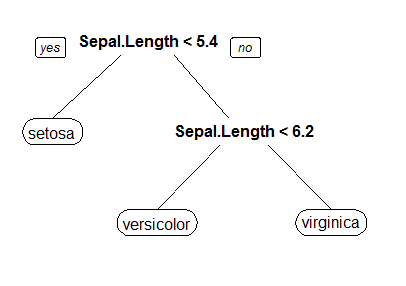 yes Sepal.Length < 5.4 no
setosa
Sepal.Length < 6.2
versicolor
virginica